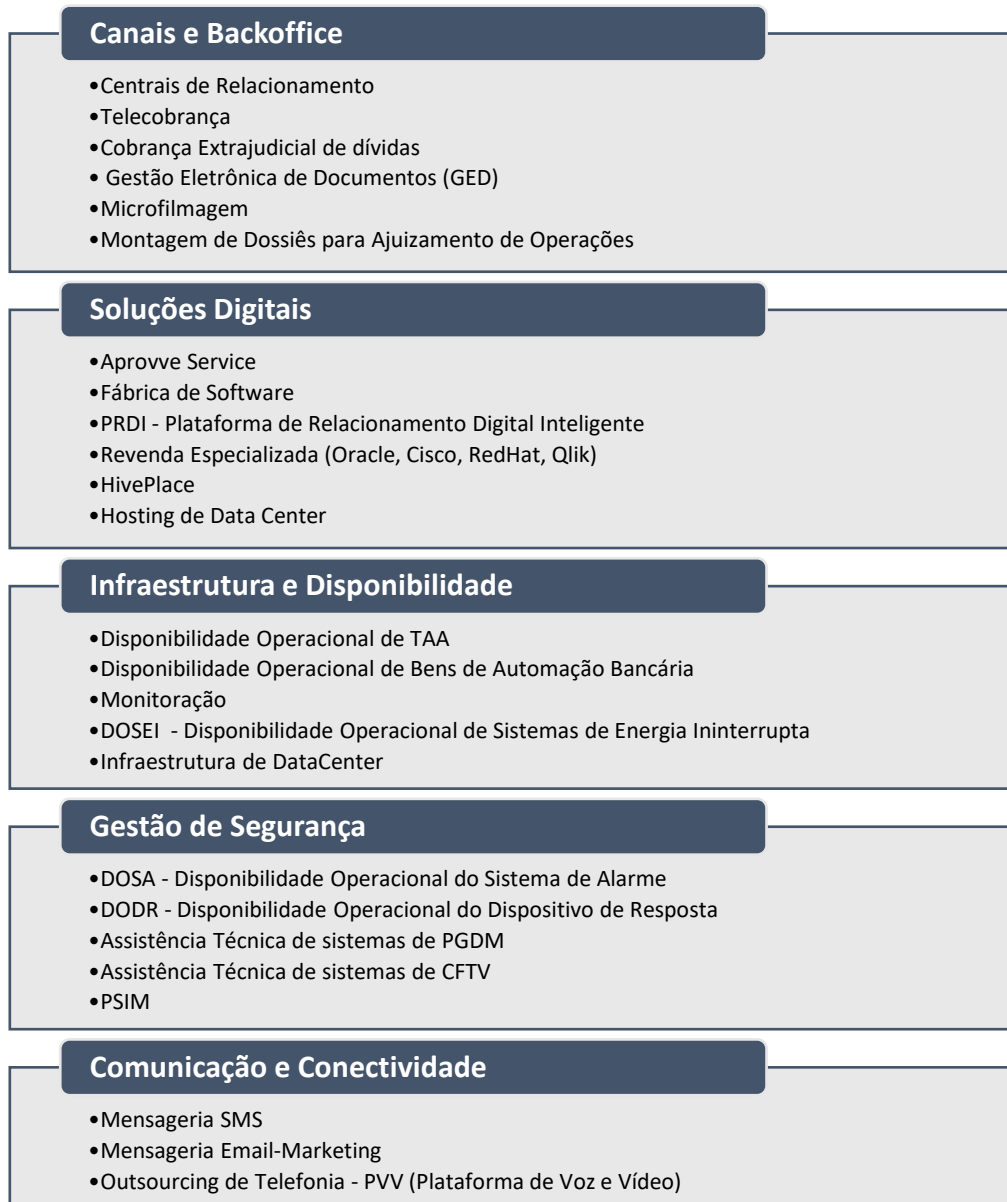 Canais e Backoffice
•Centrais de Relacionamento
•Telecobrança
•Cobrança Extrajudicial de dívidas
• Gestão Eletrônica de Documentos (GED)
•Microfilmagem
•Montagem de Dossiês para Ajuizamento de Operações
Soluções Digitais
•Aprovve Service
•Fábrica de Software
•PRDI - Plataforma de Relacionamento Digital Inteligente
•Revenda Especializada (Oracle, Cisco, RedHat, Qlik)
•HivePlace
•Hosting de Data Center
Infraestrutura e Disponibilidade
•Disponibilidade Operacional de TAA
•Disponibilidade Operacional de Bens de Automação Bancária
•Monitoração
•DOSEI - Disponibilidade Operacional de Sistemas de Energia Ininterrupta
•Infraestrutura de DataCenter
Gestão de Segurança
•DOSA - Disponibilidade Operacional do Sistema de Alarme
•DODR - Disponibilidade Operacional do Dispositivo de Resposta
•Assistência Técnica de sistemas de PGDM
•Assistência Técnica de sistemas de CFTV
•PSIM
Comunicação e Conectividade
•Mensageria SMS
•Mensageria Email-Marketing
•Outsourcing de Telefonia - PVV (Plataforma de Voz e Vídeo)